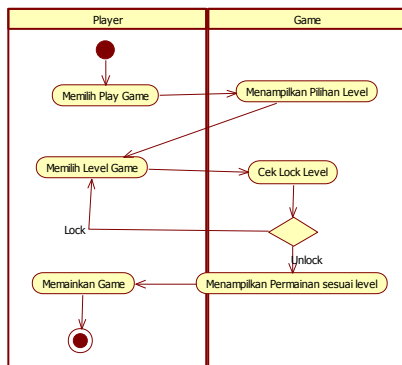 Player
Game
Memilih Play Game
Menampilkan Pilihan Level
Memilih Level Game
Cek Lock Level
Lock
Unlock
Memainkan Game
Menampilkan Permainan sesuai level